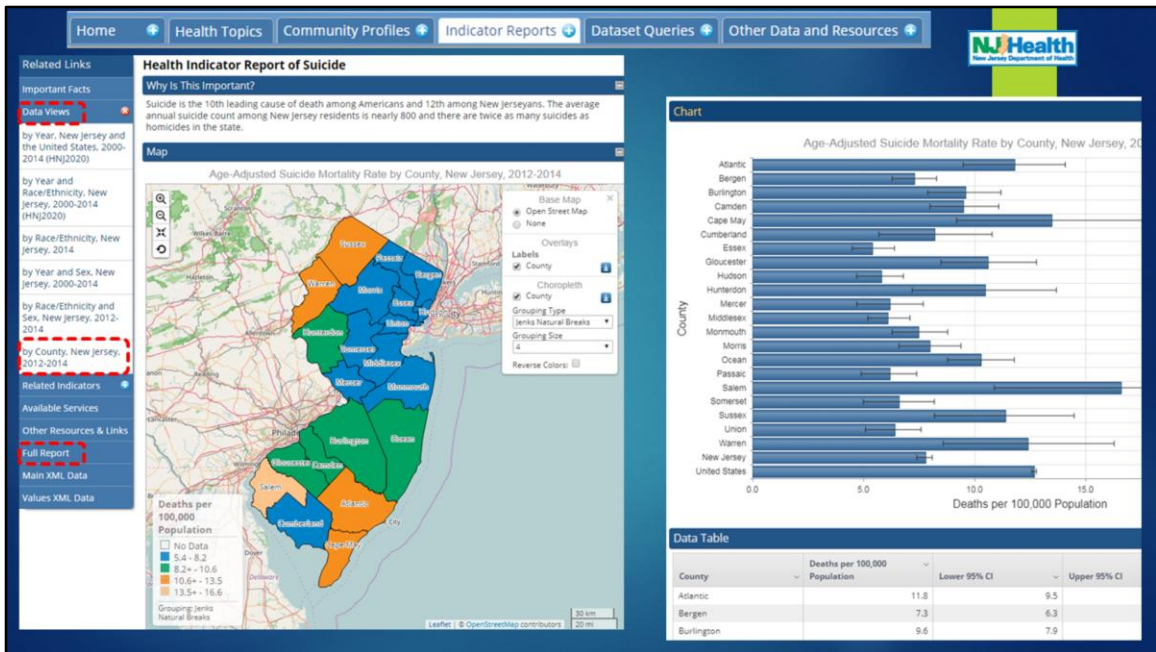 Home
Health Topics
Community Profiles
Indicator Reports
Dataset Queries
Other Data and Resources
NJ Health
New Jersey Department of Health
Related Links
Important Facts
Data Views
by Year, New Jersey and
the United States, 2000-
2014 (HNJ2020)
by Year and
Race/Ethnicity, New
Jersey, 2000-2014
(HNJ2020)
by Race/Ethnicity, New
Jersey, 2014
by Year and Sex, New
Jersey, 2000-2014
by Race/Ethnicity and
Sex, New Jersey, 2012-
2014
by County, New Jersey,
2012-2014
Related Indicators
Available Services
Other Resources & Links
Full Report
Main XML Data
Values XML Data
Health Indicator Report of Suicide
Why Is This Important?
Suicide is the 10th leading cause of death among Americans and 12th among New Jerseyans. The average
annual suicide count among New Jersey residents is nearly 800 and there are twice as many suicides as
homicides in the state.
Map
Age-Adjusted Suicide Mortality Rate by County, New Jersey, 2012-2014
Base Map
Open Street Map
None
Overlays
Labels
County
Choropleth
County
Grouping Type
Jenks Natural Breaks
Grouping Size
4
Reverse Colors:
Scranton
Wilkes-Barre
Hazleton
Allentown
Reading
Lancaster
Stamford
Dover
Delaware
City
Sussex
Passaic
Bergen
Warren
Morris
Essex
Union
Hunterdon
Somerset
Middlesex
Mercer
Monmouth
Burlington
Ocean
Gloucester
Camden
Salem
Atlantic
Cumberland
Cape May
Deaths per
100,000
Population
No Data
5.4 - 8.2
8.2+ - 10.6
10.6+ - 13.5
13.5+ - 16.6
Grouping: Jenks
Natural Breaks
30 km
20 mi
Leaflet | © OpenStreetMap contributors
Chart
Age-Adjusted Suicide Mortality Rate by County, New Jersey, 20
County
Atlantic
Bergen
Burlington
Camden
Cape May
Cumberland
Essex
Gloucester
Hudson
Hunterdon
Mercer
Middlesex
Monmouth
Morris
Ocean
Passaic
Salem
Somerset
Sussex
Union
Warren
New Jersey
United States
0.0 5.0 10.0 15.0
Deaths per 100,000 Population
Data Table
County Deaths per 100,000 Population Lower 95% CI Upper 95% CI
Atlantic 11.8 9.5
Bergen 7.3 6.3
Burlington 9.6 7.9